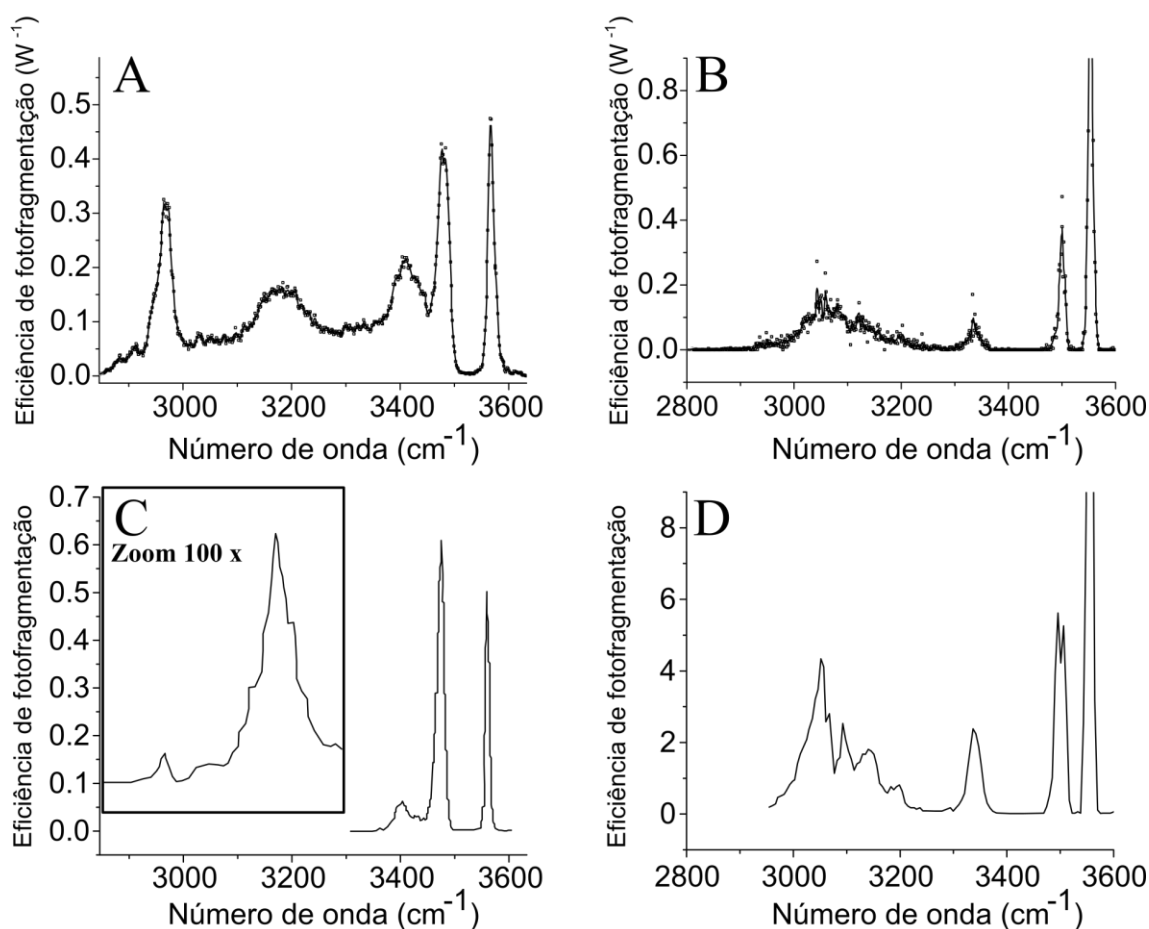 A
Eficiência de fotofragmentação (W⁻¹)
0.5
0.4
0.3
0.2
0.1
0.0
3000 3200 3400 3600
Número de onda (cm⁻¹)
B
Eficiência de fotofragmentação (W⁻¹)
0.8
0.6
0.4
0.2
0.0
2800 3000 3200 3400 3600
Número de onda (cm⁻¹)
C
Zoom 100 x
Eficiência de fotofragmentação
0.7
0.6
0.5
0.4
0.3
0.2
0.1
0.0
3000 3200 3400 3600
Número de onda (cm⁻¹)
D
Eficiência de fotofragmentação
8
6
4
2
0
2800 3000 3200 3400 3600
Número de onda (cm⁻¹)